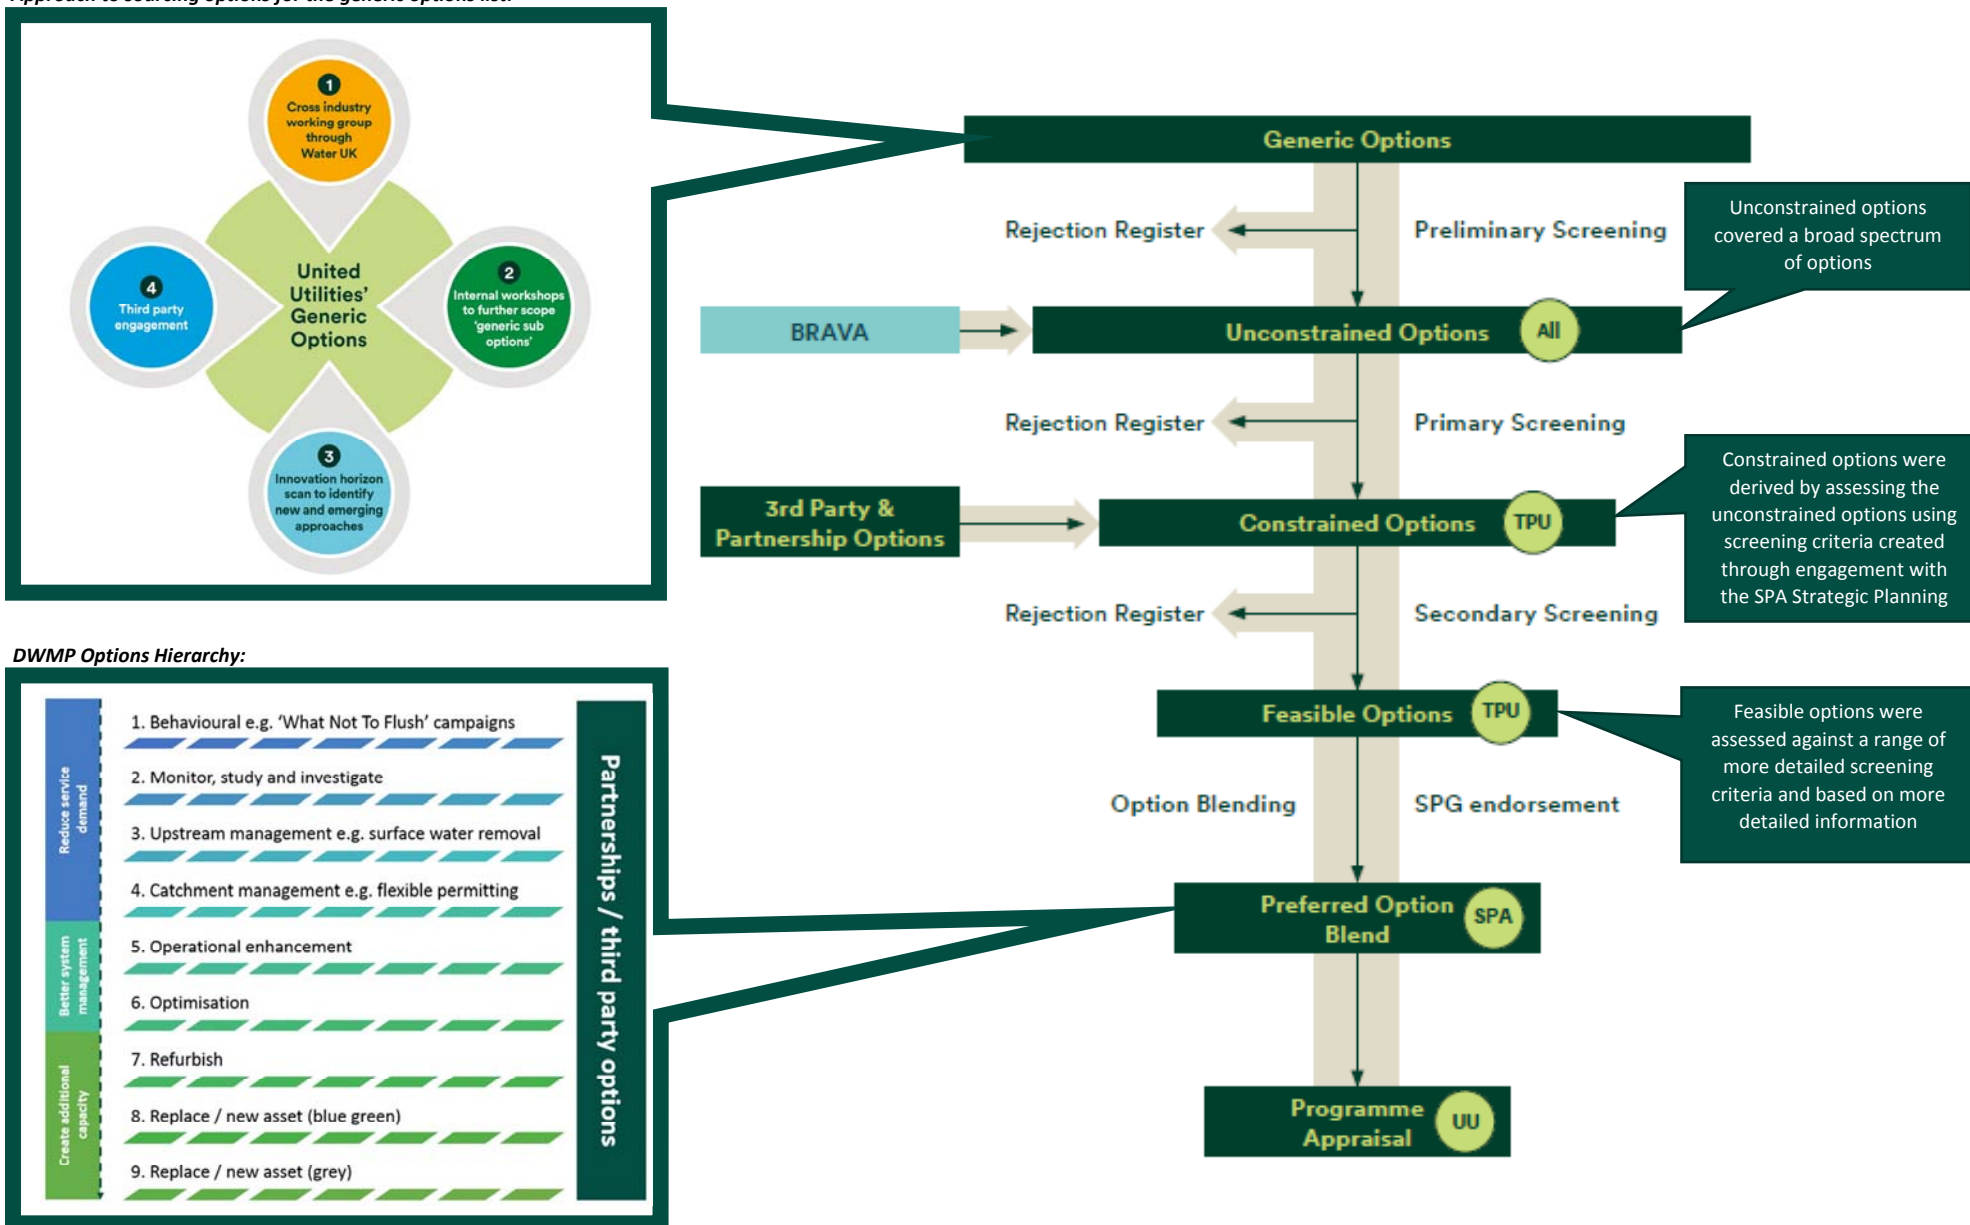 Approach to sourcing options for the generic options list:
1
Cross industry
working group
through
Water UK
United
Utilities'
Generic
Options
2
Internal workshops
to further scope
'generic sub
options'
3
Innovation horizon
scan to identify
new and emerging
approaches
4
Third party
engagement
Generic Options
Rejection Register
Preliminary Screening
Unconstrained options
covered a broad spectrum
of options
BRAVA
Unconstrained Options
All
Rejection Register
Primary Screening
3rd Party &
Partnership Options
Constrained Options
TPU
Constrained options were
derived by assessing the
unconstrained options using
screening criteria created
through engagement with
the SPA Strategic Planning
Rejection Register
Secondary Screening
Feasible Options
TPU
Feasible options were
assessed against a range of
more detailed screening
criteria and based on more
detailed information
Option Blending
SPG endorsement
Preferred Option
Blend
SPA
Programme
Appraisal
UU
DWMP Options Hierarchy:
Reduce service
demand
Better system
management
Create additional
capacity
1. Behavioural e.g. 'What Not To Flush' campaigns
2. Monitor, study and investigate
3. Upstream management e.g. surface water removal
4. Catchment management e.g. flexible permitting
5. Operational enhancement
6. Optimisation
7. Refurbish
8. Replace / new asset (blue green)
9. Replace / new asset (grey)
Partnerships / third party options